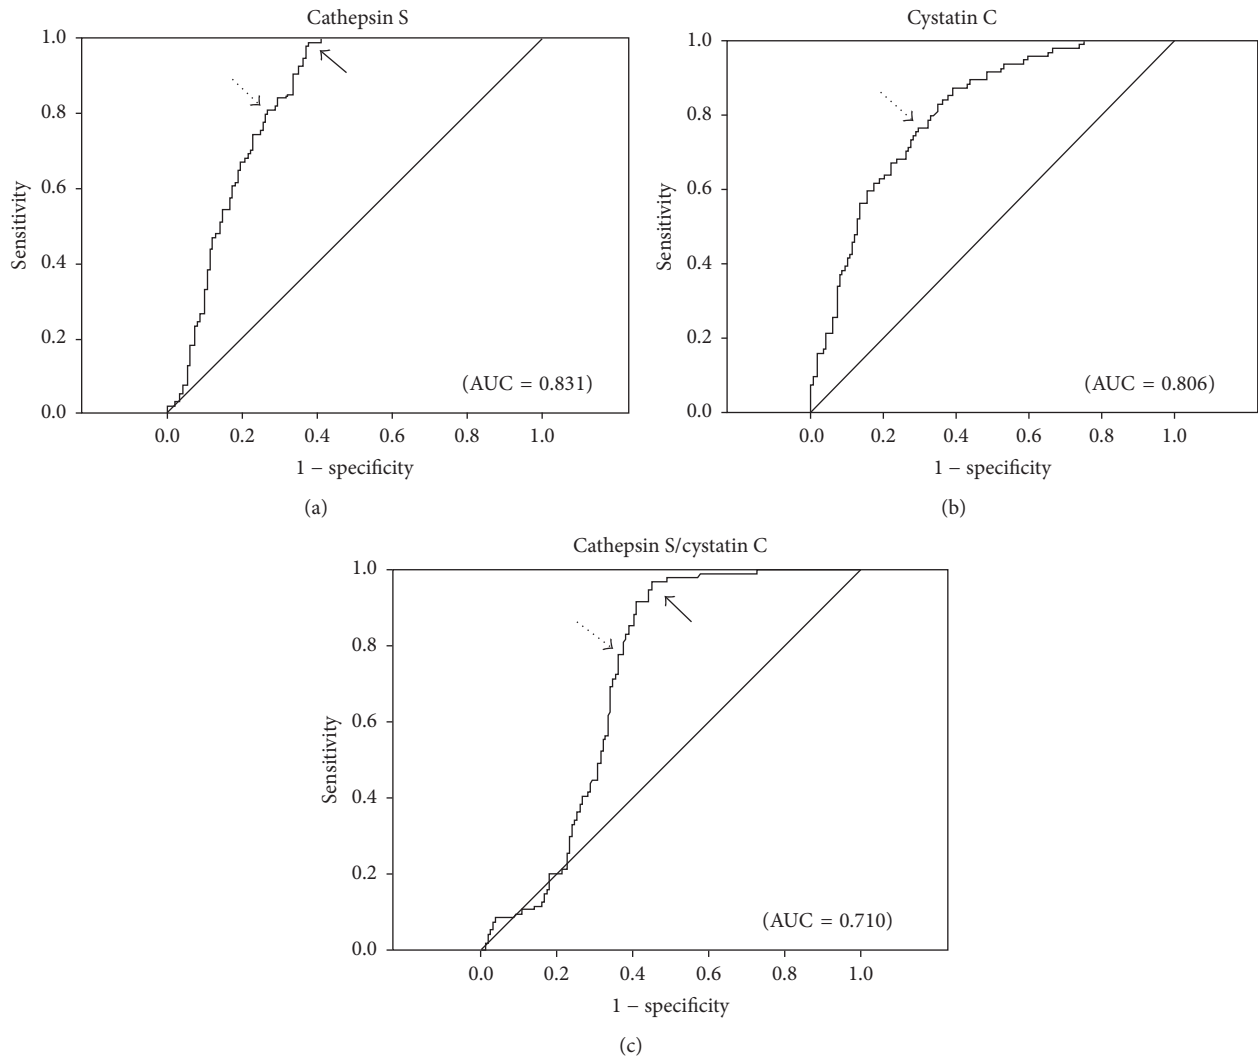 Cathepsin S
1.0
0.8
0.6
0.4
0.2
0.0
Sensitivity
(AUC = 0.831)
0.0 0.2 0.4 0.6 0.8 1.0
1 − specificity
(a)
Cystatin C
1.0
0.8
0.6
0.4
0.2
0.0
Sensitivity
(AUC = 0.806)
0.0 0.2 0.4 0.6 0.8 1.0
1 − specificity
(b)
Cathepsin S/cystatin C
1.0
0.8
0.6
0.4
0.2
0.0
Sensitivity
(AUC = 0.710)
0.0 0.2 0.4 0.6 0.8 1.0
1 − specificity
(c)